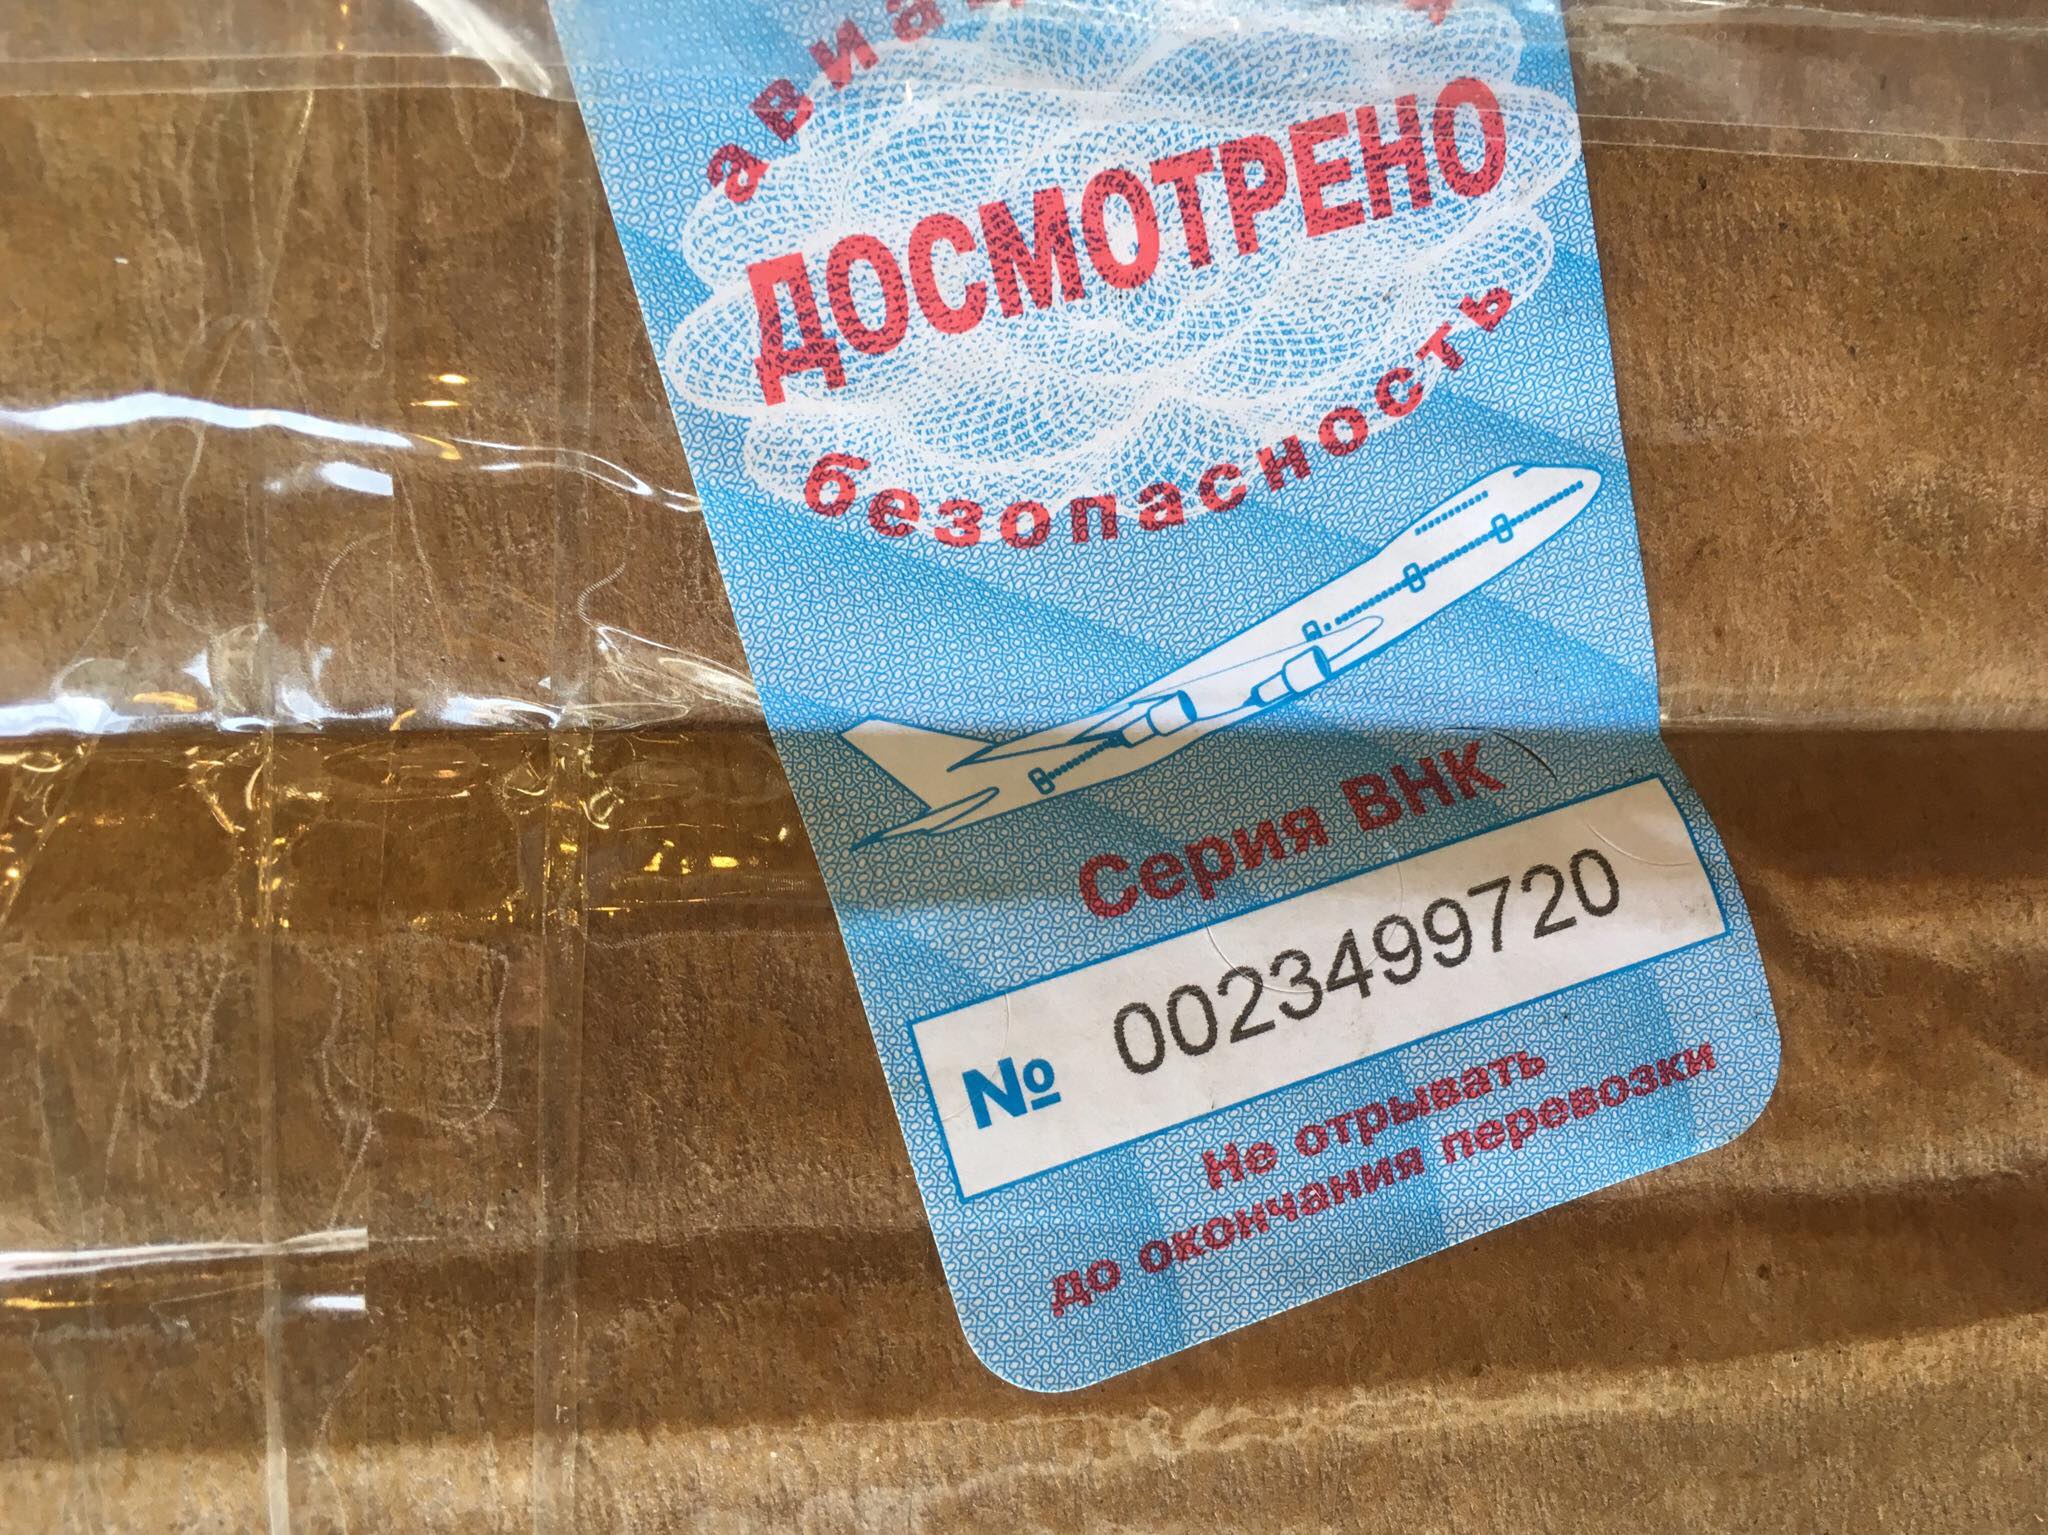 ДОСМОТРЕНО
безопасность
Серия ВНК
№ 0023499720
Не отрывать
до окончания перевозки